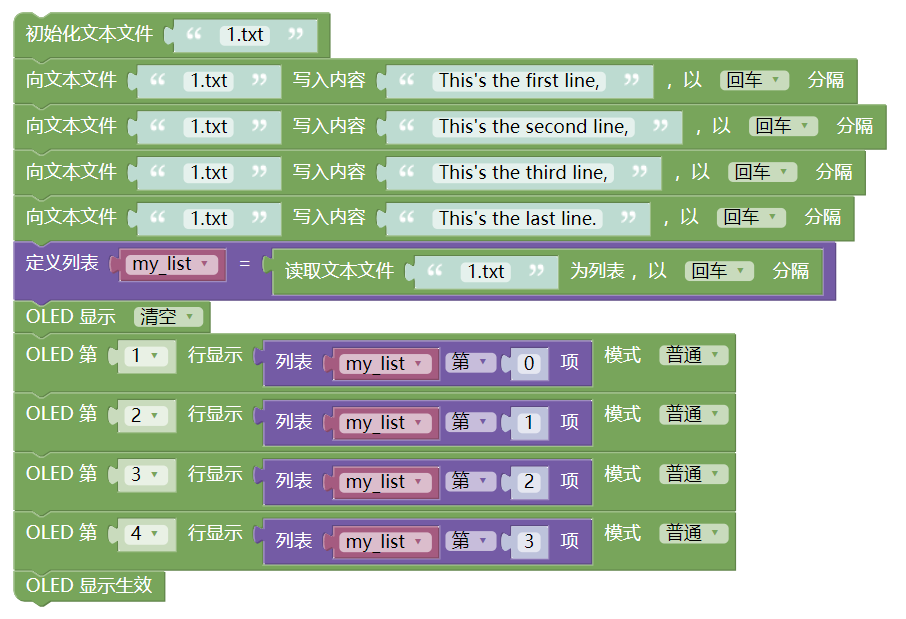 初始化文本文件 “ 1.txt ”
向文本文件 “ 1.txt ” 写入内容 “ This's the first line, ” ，以 回车 分隔
向文本文件 “ 1.txt ” 写入内容 “ This's the second line, ” ，以 回车 分隔
向文本文件 “ 1.txt ” 写入内容 “ This's the third line, ” ，以 回车 分隔
向文本文件 “ 1.txt ” 写入内容 “ This's the last line. ” ，以 回车 分隔
定义列表 my_list = 读取文本文件 “ 1.txt ” 为列表，以 回车 分隔
OLED 显示 清空
OLED 第 1 行显示 列表 my_list 第 0 项 模式 普通
OLED 第 2 行显示 列表 my_list 第 1 项 模式 普通
OLED 第 3 行显示 列表 my_list 第 2 项 模式 普通
OLED 第 4 行显示 列表 my_list 第 3 项 模式 普通
OLED 显示生效